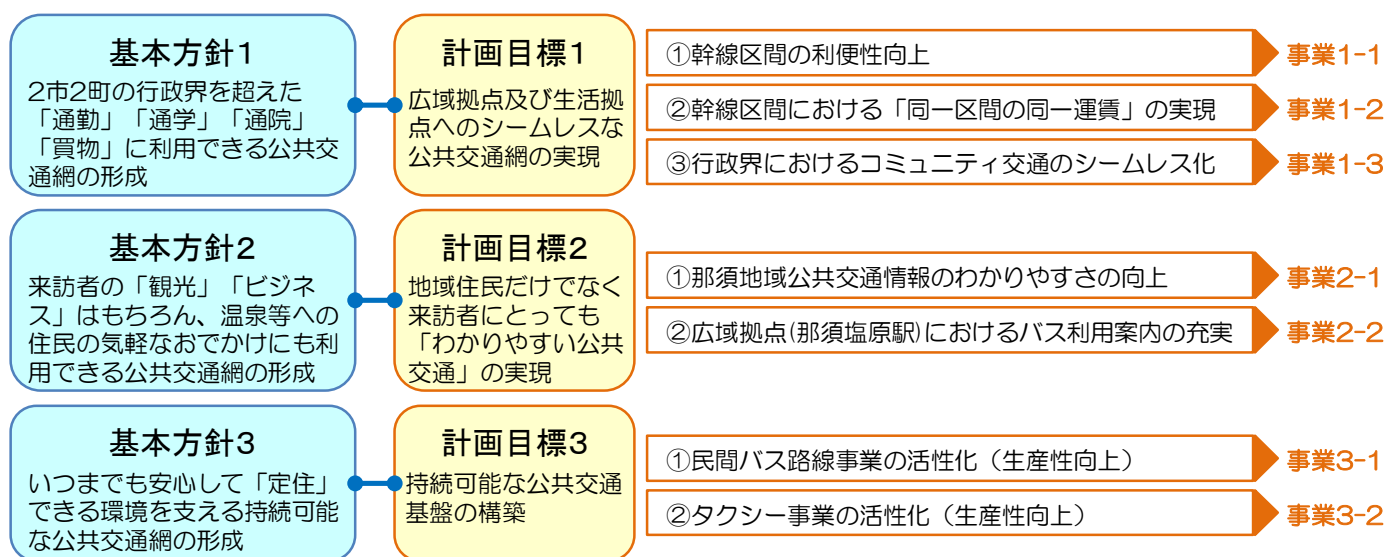 基本方針1
2市2町の行政界を超えた
「通勤」「通学」「通院」
「買物」に利用できる公共交
通網の形成
計画目標1
広域拠点及び生活拠
点へのシームレスな
公共交通網の実現
①幹線区間の利便性向上
事業1-1
②幹線区間における「同一区間の同一運賃」の実現
事業1-2
③行政界におけるコミュニティ交通のシームレス化
事業1-3
基本方針2
来訪者の「観光」「ビジネ
ス」はもちろん、温泉等への
住民の気軽なおでかけにも利
用できる公共交通網の形成
計画目標2
地域住民だけでなく
来訪者にとっても
「わかりやすい公共
交通」の実現
①那須地域公共交通情報のわかりやすさの向上
事業2-1
②広域拠点(那須塩原駅)におけるバス利用案内の充実
事業2-2
基本方針3
いつまでも安心して「定住」
できる環境を支える持続可能
な公共交通網の形成
計画目標3
持続可能な公共交通
基盤の構築
①民間バス路線事業の活性化（生産性向上）
事業3-1
②タクシー事業の活性化（生産性向上）
事業3-2